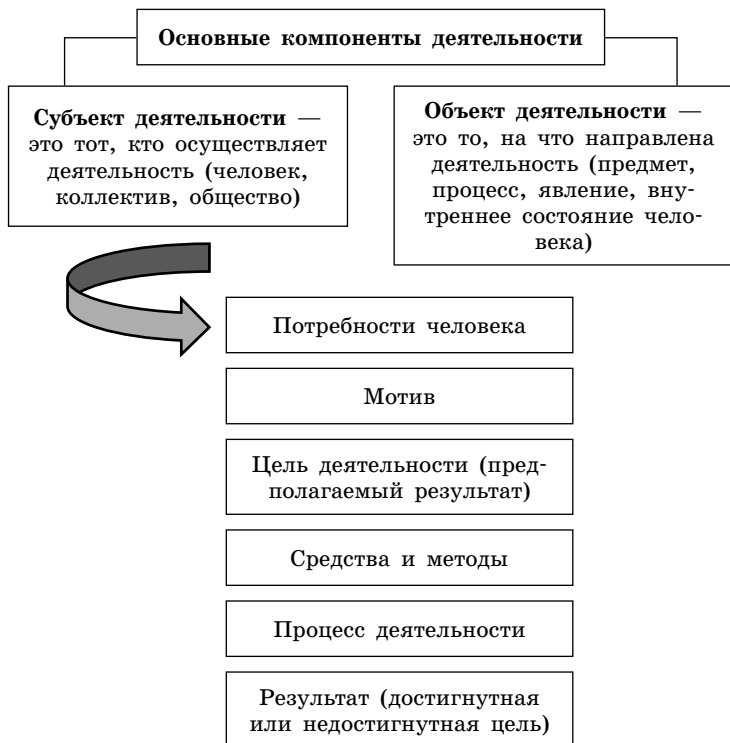 Основные компоненты деятельности
Субъект деятельности —
это тот, кто осуществляет
деятельность (человек,
коллектив, общество)
Объект деятельности —
это то, на что направлена
деятельность (предмет,
процесс, явление, вну-
треннее состояние чело-
века)
Потребности человека
Мотив
Цель деятельности (пред-
полагаемый результат)
Средства и методы
Процесс деятельности
Результат (достигнутая
или недостигнутая цель)